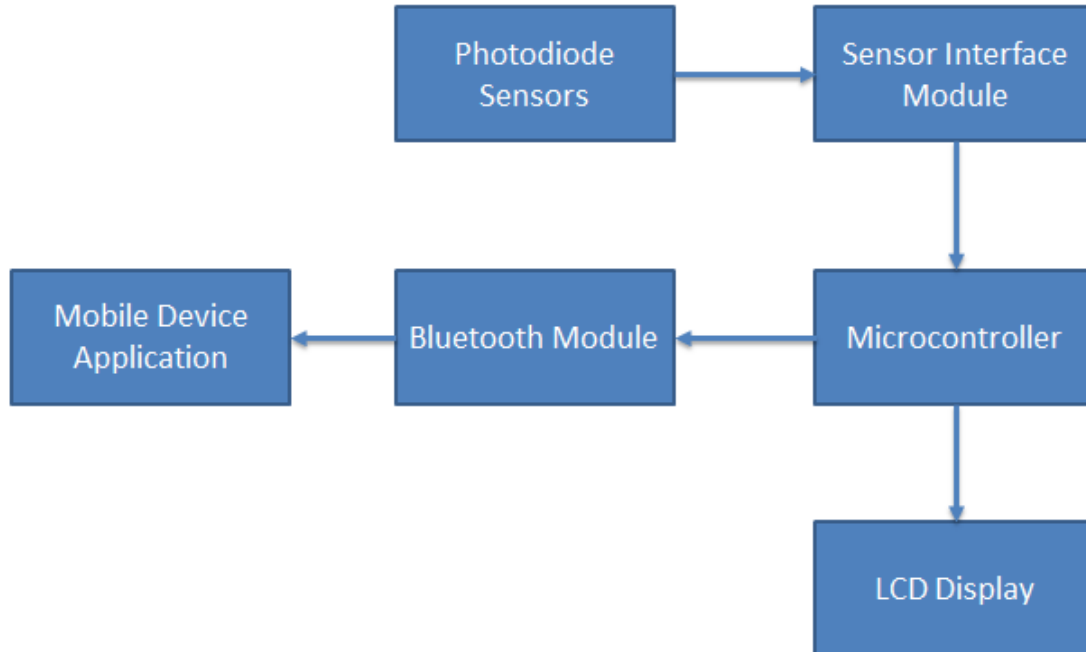 Photodiode
Sensors
Sensor Interface
Module
Mobile Device
Application
Bluetooth Module
Microcontroller
LCD Display